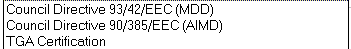 Council Directive 93/42/EEC (MDD)
Council Directive 90/385/EEC (AIMD)
TGA Certification